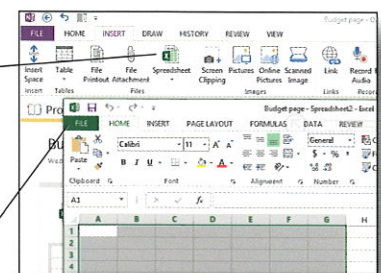 Budget page -
FILE HOME INSERT DRAW HISTORY REVIEW VIEW
Insert Space Table File Printout File Attachment Spreadsheet Screen Clipping Pictures Online Pictures Scanned Image Link Record Audio
Insert Tables Files Images Links
Pro
Budget page - Spreadsheet2 - Excel
FILE HOME INSERT PAGE LAYOUT FORMULAS DATA REVIEW
Bu
Paste Calibri 11 A A General
B I U A $ % ,
Clipboard Font Alignment Number
A1 fx
A B C D E F G H
1
2
3
4